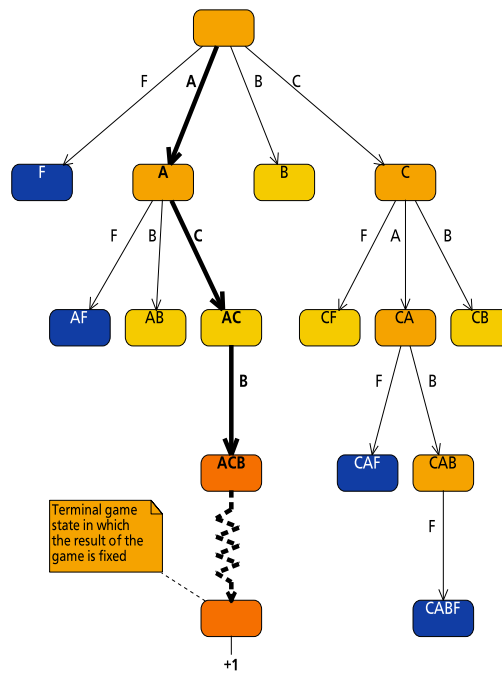 F A B C
F A B C
F B C F A B
AF AB AC CF CA CB
B F B
ACB CAF CAB
Terminal game
state in which
the result of the
game is fixed
F
CABF
+1